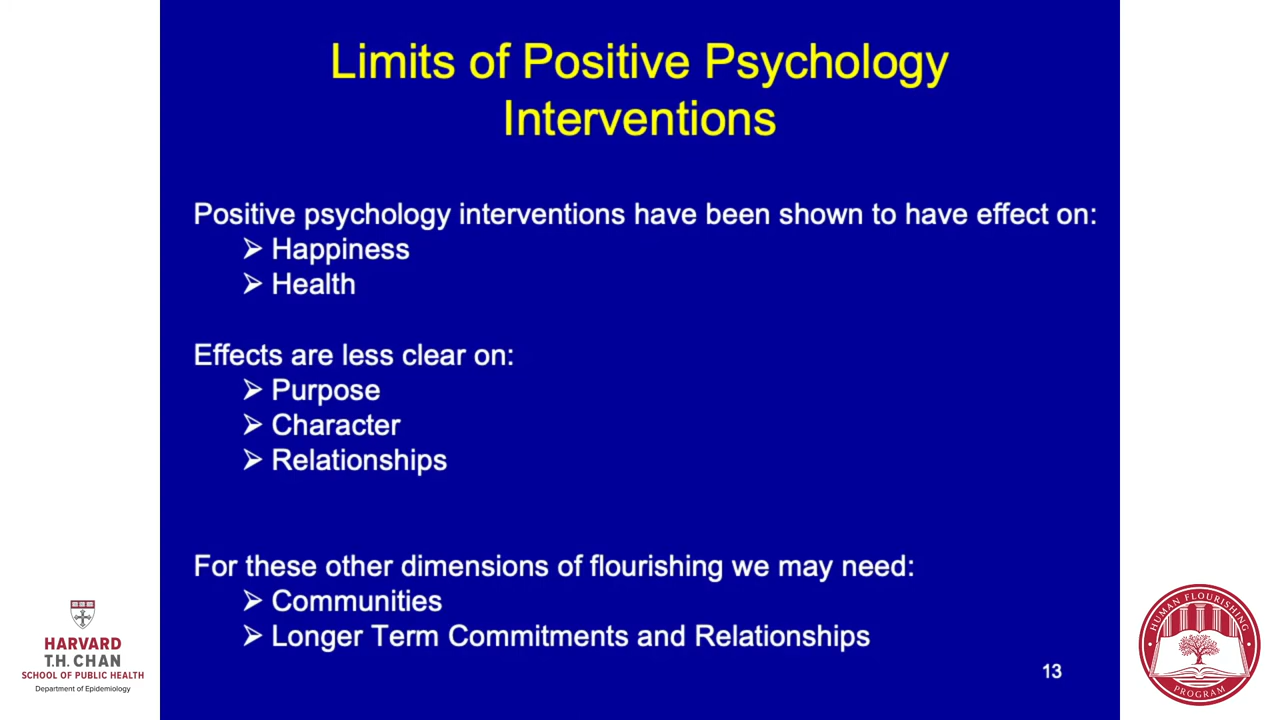 Limits of Positive Psychology
Interventions
Positive psychology interventions have been shown to have effect on:
➢ Happiness
➢ Health
Effects are less clear on:
➢ Purpose
➢ Character
➢ Relationships
For these other dimensions of flourishing we may need:
➢ Communities
➢ Longer Term Commitments and Relationships
13
HARVARD
T.H. CHAN
SCHOOL OF PUBLIC HEALTH
Department of Epidemiology
HUMAN FLOURISHING
PROGRAM